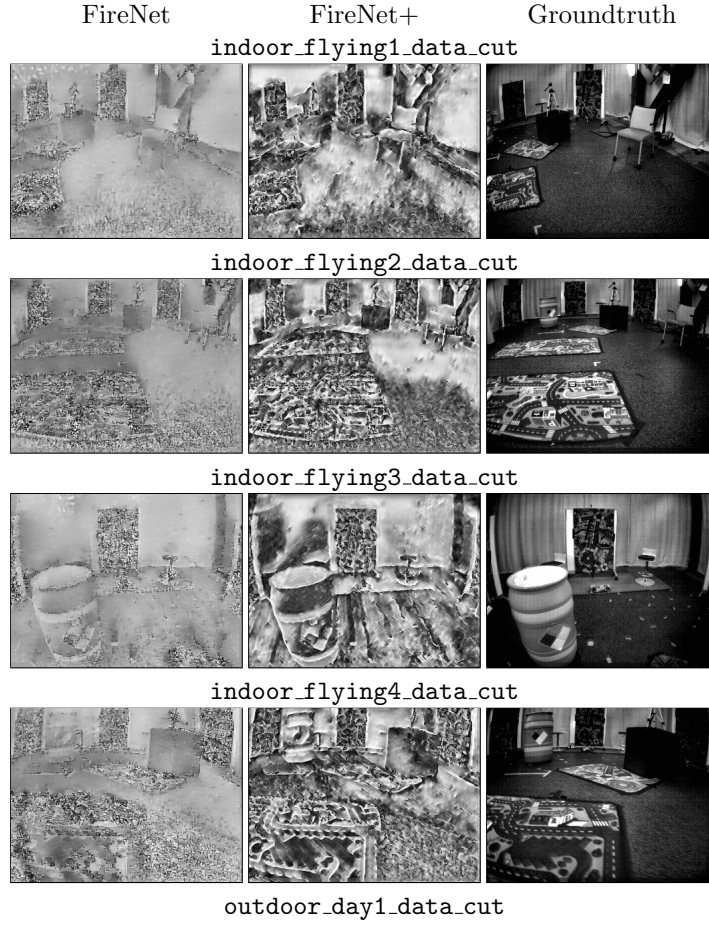 FireNet FireNet+ Groundtruth
indoor_flying1_data_cut
indoor_flying2_data_cut
indoor_flying3_data_cut
indoor_flying4_data_cut
outdoor_day1_data_cut